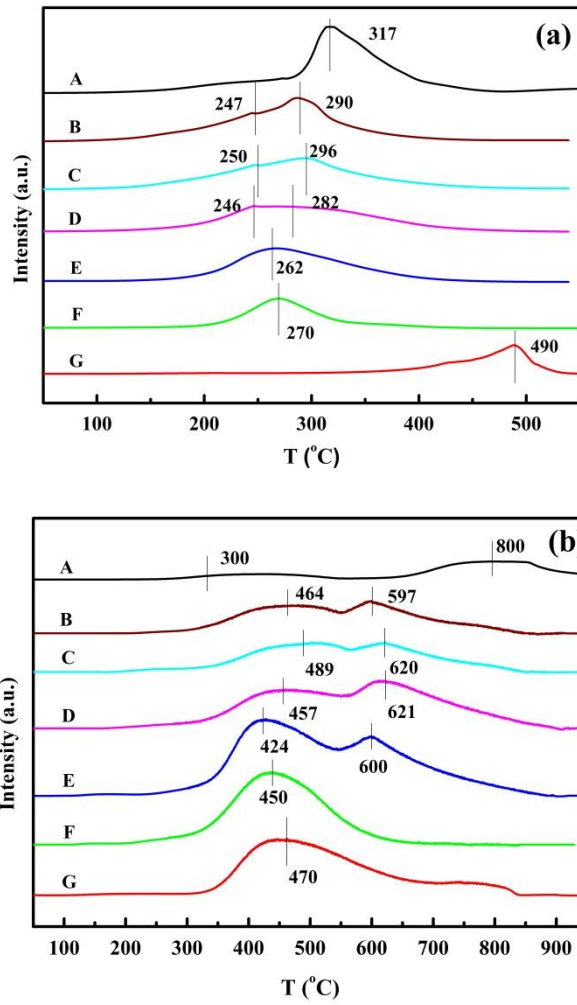 (a)
317
A
247
290
B
250
296
C
246
282
D
E
262
F
270
G
490
Intensity (a.u.)
100 200 300 400 500
T (°C)
(b)
300
800
A
464
597
B
C
489
620
D
457
621
424
600
E
450
F
G
470
Intensity (a.u.)
100 200 300 400 500 600 700 800 900
T (°C)